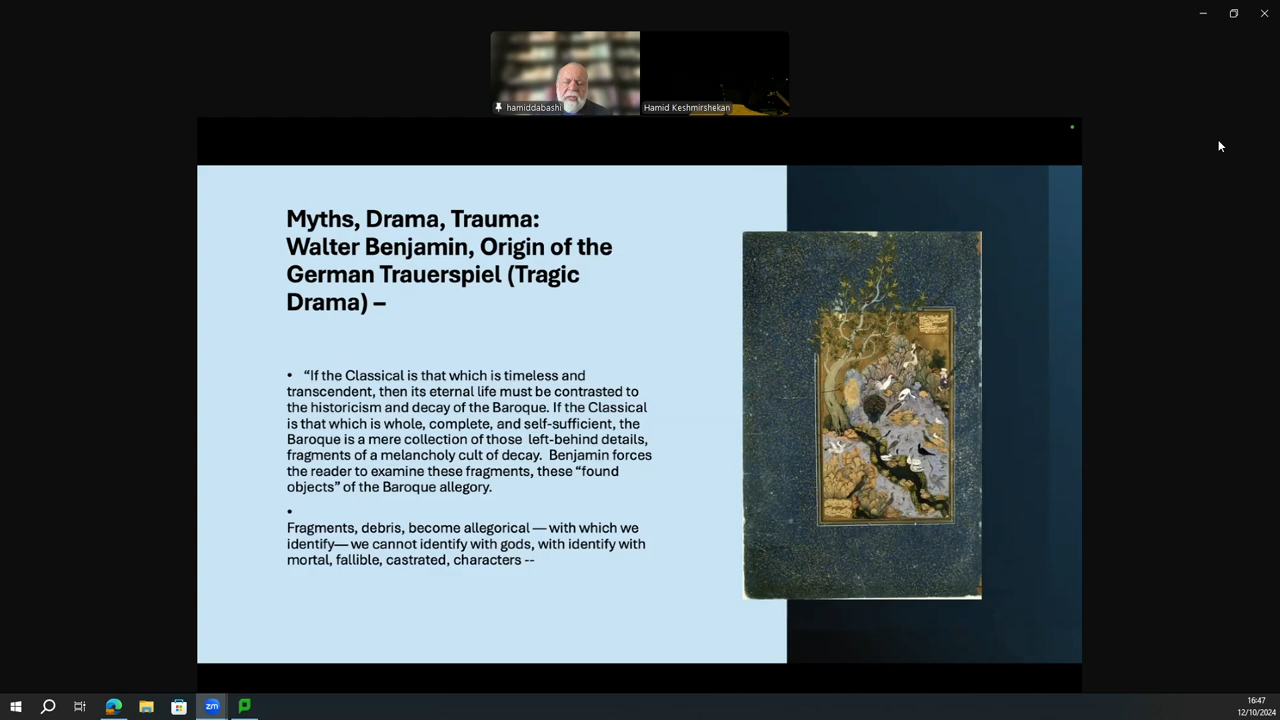 hamiddabashi
Hamid Keshmirshekan
Myths, Drama, Trauma:
Walter Benjamin, Origin of the
German Trauerspiel (Tragic
Drama) –
• “If the Classical is that which is timeless and
transcendent, then its eternal life must be contrasted to
the historicism and decay of the Baroque. If the Classical
is that which is whole, complete, and self-sufficient, the
Baroque is a mere collection of those left-behind details,
fragments of a melancholy cult of decay. Benjamin forces
the reader to examine these fragments, these “found
objects” of the Baroque allegory.
•
Fragments, debris, become allegorical — with which we
identify— we cannot identify with gods, with identify with
mortal, fallible, castrated, characters --
zm
16:47
12/10/2024